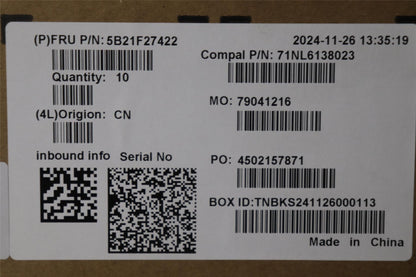 (P)FRU P/N: 5B21F27422
2024-11-26 13:35:19
Compal P/N: 71NL6138023
Quantity: 10
MO: 79041216
(4L)Origion: CN
inbound info
Serial No
PO: 4502157871
BOX ID:TNBKS241126000113
Made in China